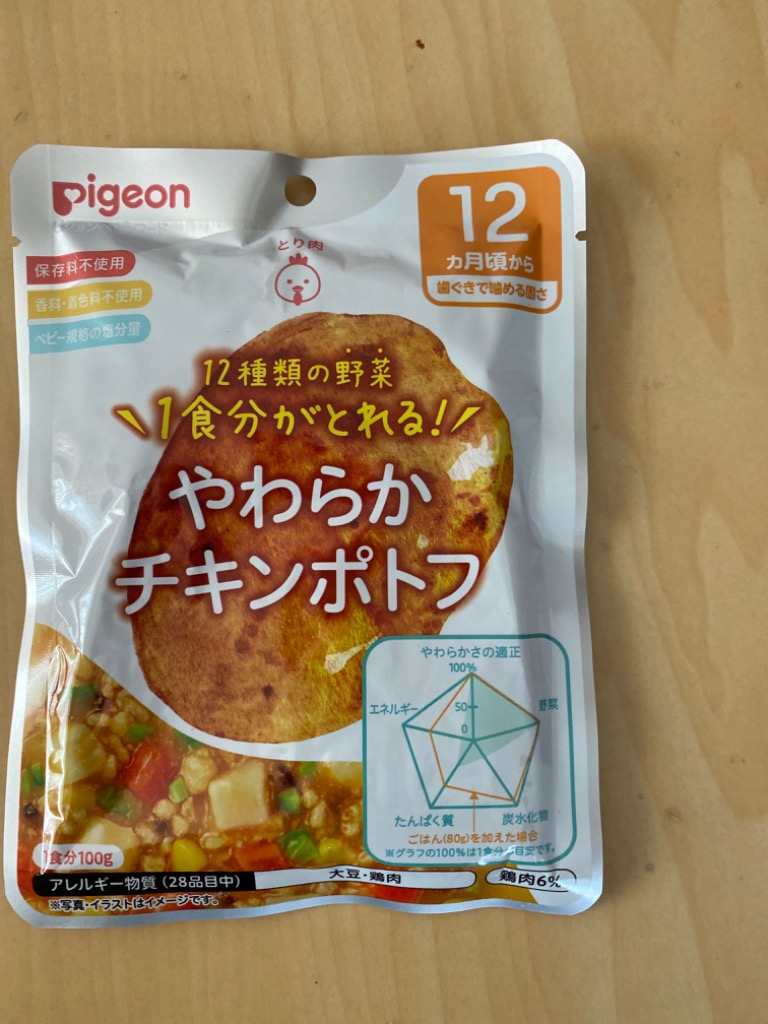 pigeon
12
カ月頃から
歯ぐきで噛める固さ
とり肉
保存料不使用
香料・着色料不使用
ベビー規格の塩分量
12種類の野菜
1食分がとれる!
やわらか
チキンポトフ
やわらかさの適正
100%
エネルギー
50
野菜
0
たんぱく質
炭水化物
ごはん(80g)を加えた場合
※グラフの100%は1食分の目安です。
1食分100g
アレルギー物質(28品目中)
大豆・鶏肉
鶏肉6%
※写真・イラストはイメージです。